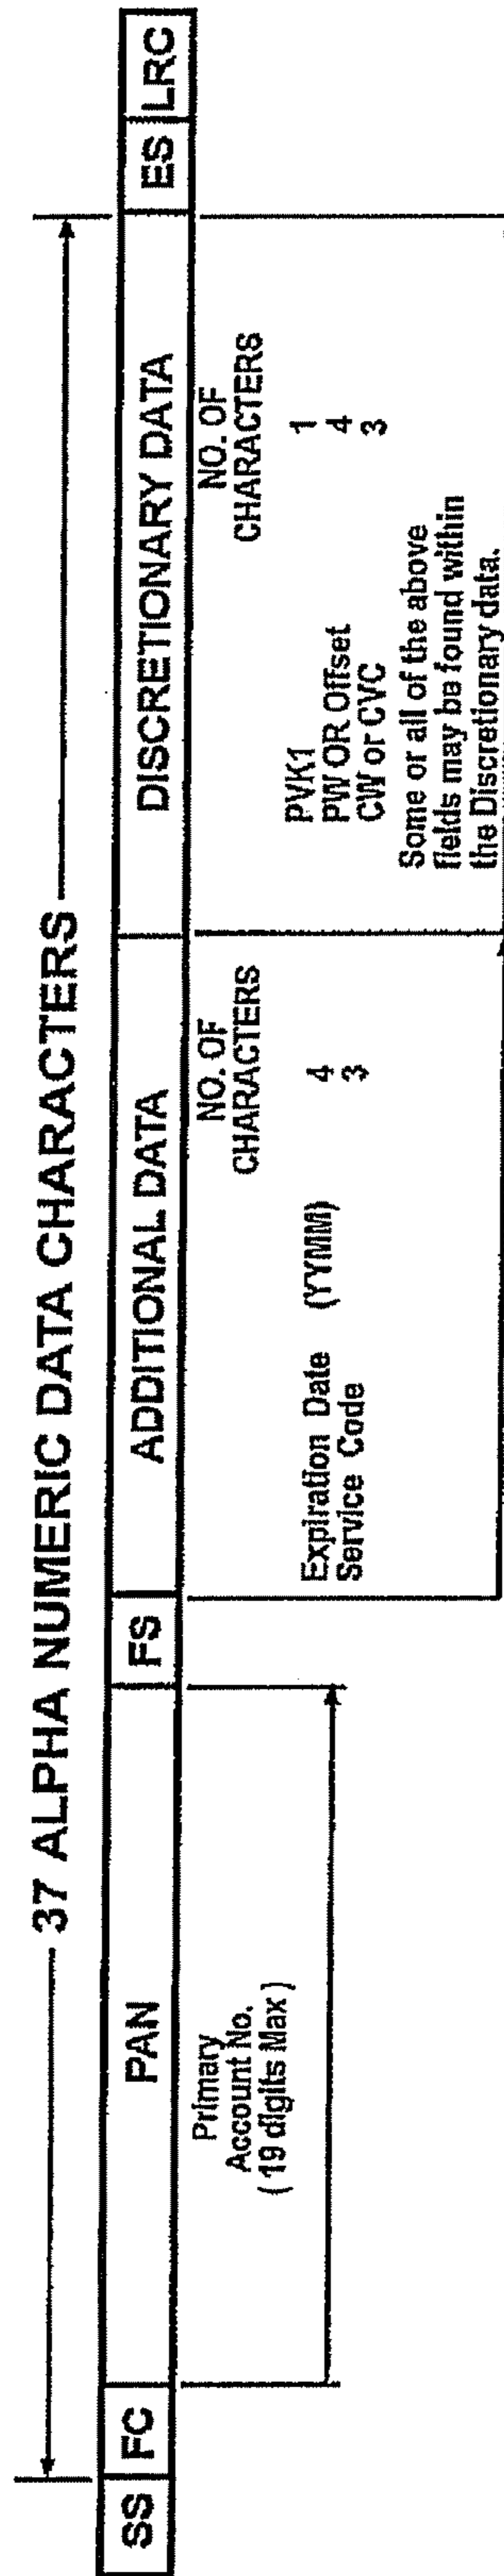 37 ALPHA NUMERIC DATA CHARACTERS
SS FC PAN FS ADDITIONAL DATA DISCRETIONARY DATA ES LRC
Primary
Account No.
( 19 digits Max )
NO. OF
CHARACTERS
Expiration Date (YYMM) 4
Service Code 3
NO. OF
CHARACTERS
PVK1 1
PW OR Offset 4
CW or CVC 3
Some or all of the above
fields may be found within
the Discretionary data.